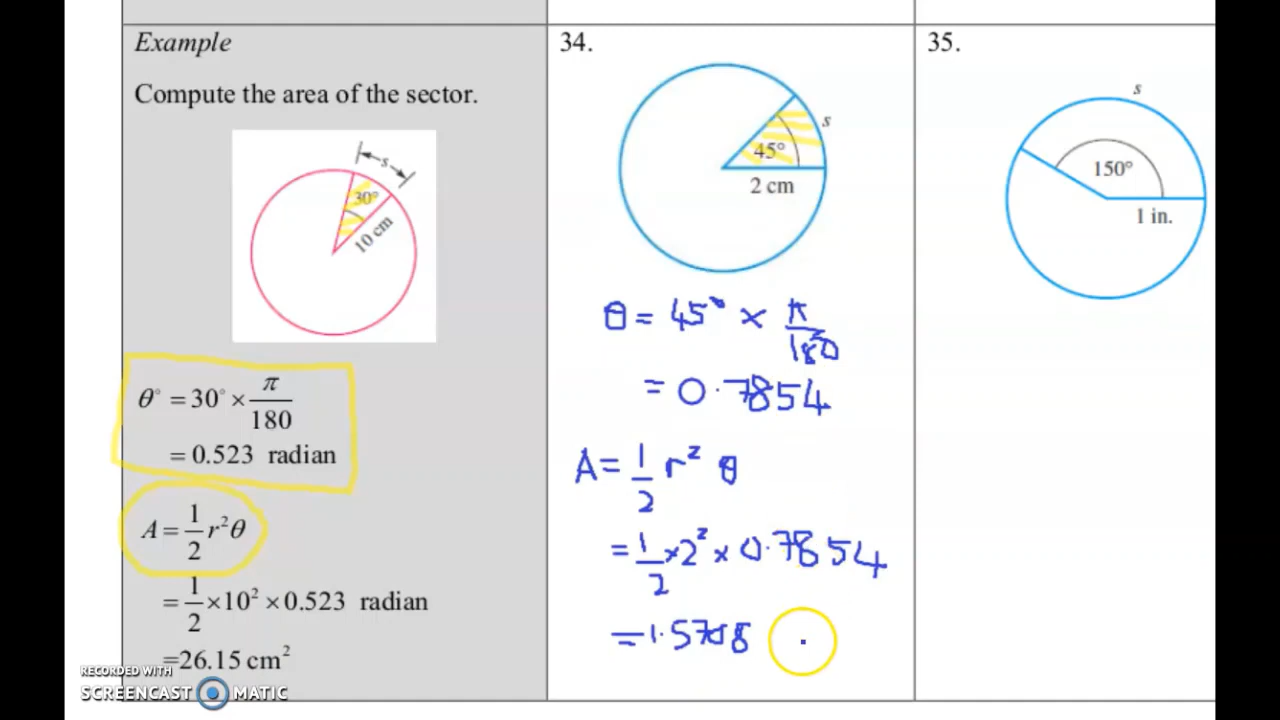 Example
Compute the area of the sector.
s
30°
10 cm
θ° = 30° × π/180
= 0.523 radian
A = 1/2 r²θ
= 1/2 × 10² × 0.523 radian
=26.15 cm²
34.
s
45°
2 cm
θ = 45° × π/180
= 0.7854
A = 1/2 r² θ
= 1/2 × 2² × 0.7854
= 1.5708
35.
s
150°
1 in.
RECORDED WITH
SCREENCAST MATIC